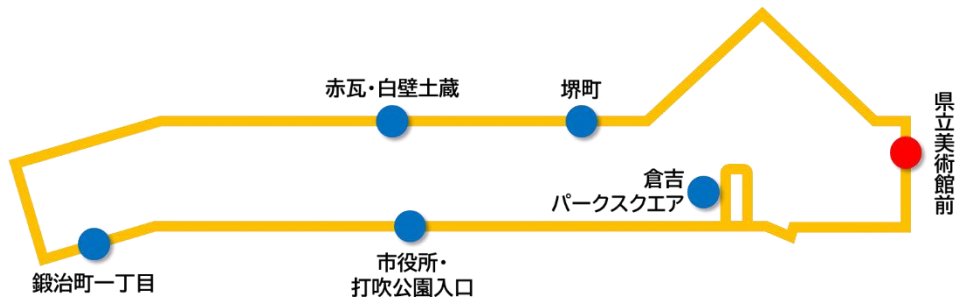 赤瓦・白壁土蔵
堺町
県立美術館前
倉吉
パークスクエア
市役所・
打吹公園入口
鍛治町一丁目